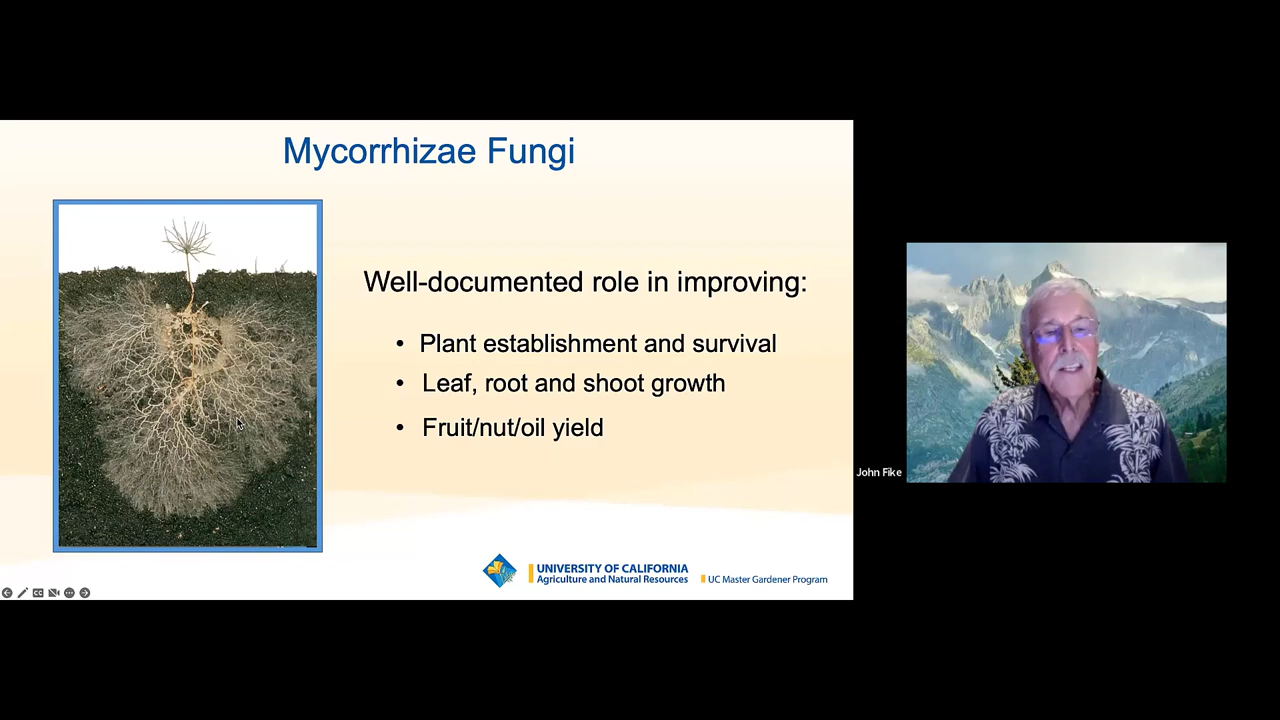 Mycorrhizae Fungi
Well-documented role in improving:
• Plant establishment and survival
• Leaf, root and shoot growth
• Fruit/nut/oil yield
UNIVERSITY OF CALIFORNIA
Agriculture and Natural Resources
UC Master Gardener Program
John Fike